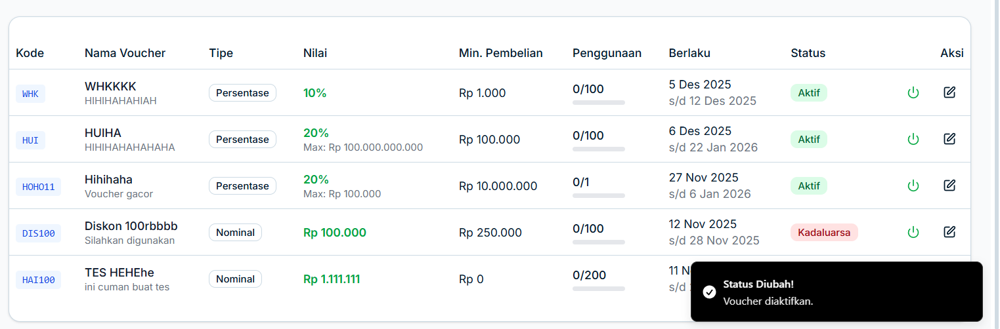 Kode Nama Voucher Tipe Nilai Min. Pembelian Penggunaan Berlaku Status Aksi
WHK WHKKKK Persentase 10% Rp 1.000 0/100 5 Des 2025 Aktif
HIHIHAHAHIAH s/d 12 Des 2025
HUI HUIHA Persentase 20% Rp 100.000 0/100 6 Des 2025 Aktif
HIHIHAHAHAHAHA Max: Rp 100.000.000.000 s/d 22 Jan 2026
HOHO11 Hihihaha Persentase 20% Rp 10.000.000 0/1 27 Nov 2025 Aktif
Voucher gacor Max: Rp 100.000 s/d 6 Jan 2026
DIS100 Diskon 100rbbbb Nominal Rp 100.000 Rp 250.000 0/100 12 Nov 2025 Kadaluarsa
Silahkan digunakan s/d 28 Nov 2025
HAI100 TES HEHEhe Nominal Rp 1.111.111 Rp 0 0/200 11
ini cuman buat tes s/d
Status Diubah!
Voucher diaktifkan.